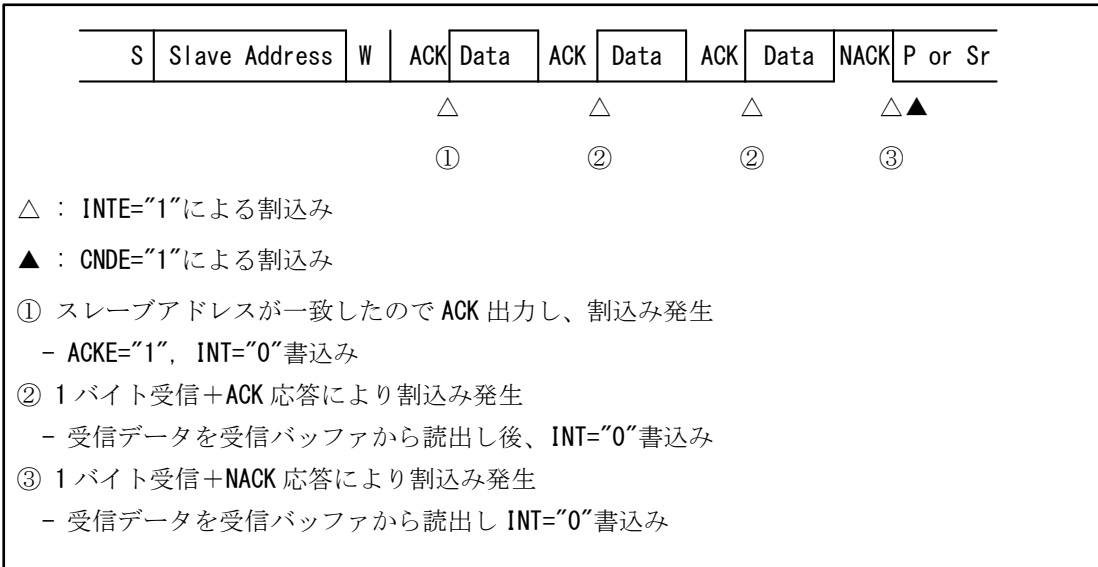 S Slave Address W ACK Data ACK Data ACK Data NACK P or Sr
△ △ △ △▲
① ② ② ③
△ : INTE="1"による割込み
▲ : CNDE="1"による割込み
① スレーブアドレスが一致したので ACK 出力し、割込み発生
- ACKE="1", INT="0"書込み
② 1 バイト受信+ACK 応答により割込み発生
- 受信データを受信バッファから読出し後、INT="0"書込み
③ 1 バイト受信+NACK 応答により割込み発生
- 受信データを受信バッファから読出し INT="0"書込み